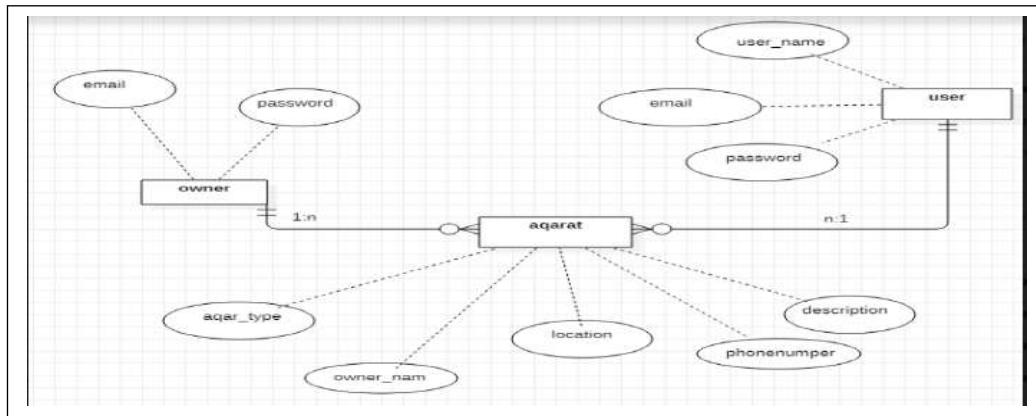 user_name
email
password
user
email
password
owner
1:n
n:1
aqarat
aqar_type
owner_nam
location
phonenumper
description